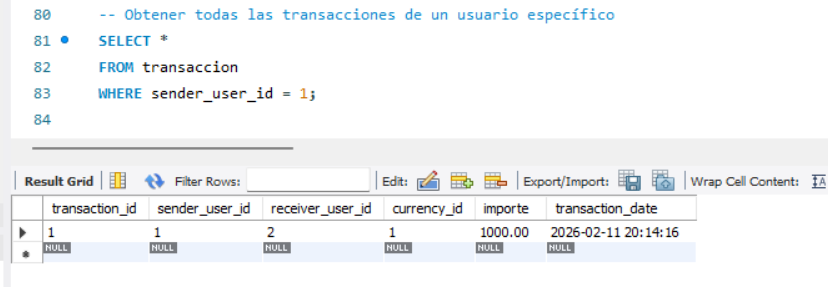 80 -- Obtener todas las transacciones de un usuario específico
81 SELECT *
82 FROM transaccion
83 WHERE sender_user_id = 1;
84
Result Grid Filter Rows: Edit: Export/Import: Wrap Cell Content:
transaction_id sender_user_id receiver_user_id currency_id importe transaction_date
1 1 2 1 1000.00 2026-02-11 20:14:16
NULL NULL NULL NULL NULL NULL